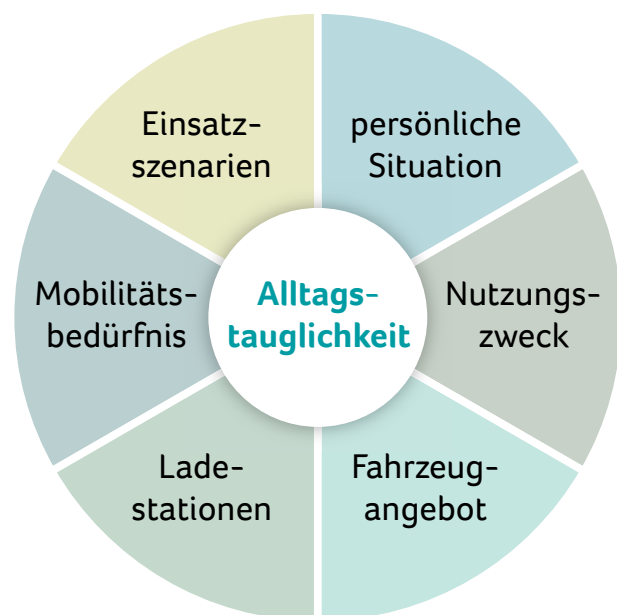 Einsatz-
szenarien
persönliche
Situation
Mobilitäts-
bedürfnis
Alltags-
tauglichkeit
Nutzungs-
zweck
Lade-
stationen
Fahrzeug-
angebot